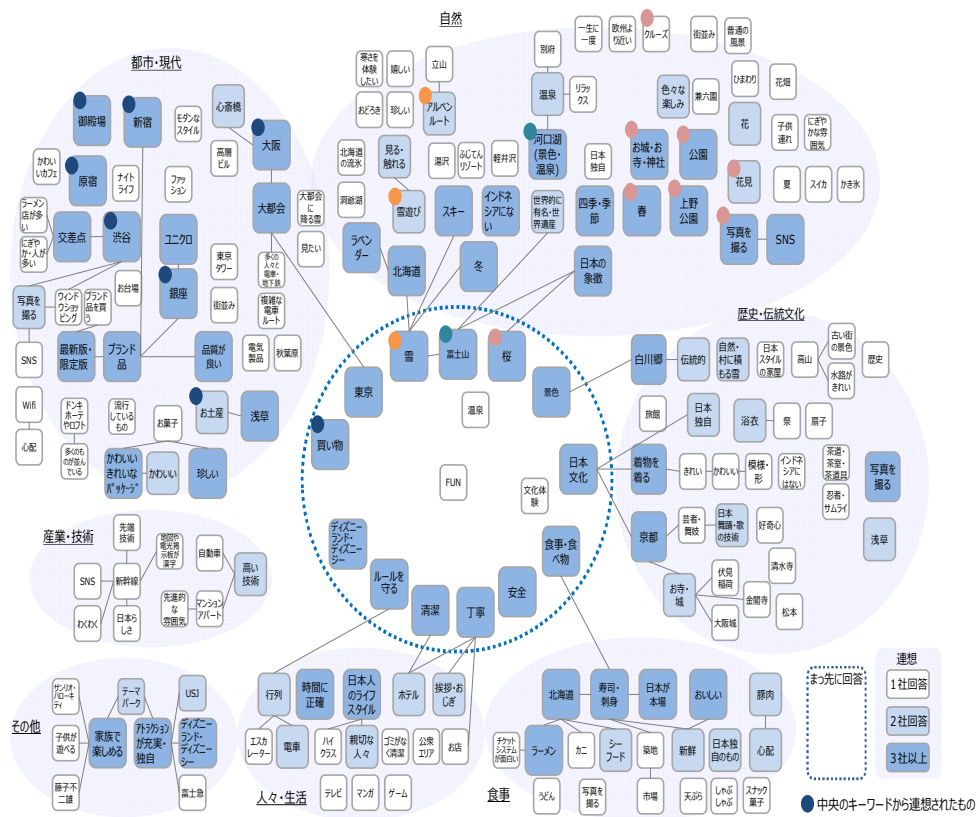 自然
都市・現代
歴史・伝統文化
産業・技術
その他
人々・生活
食事
一生に
一度
欧州よ
り近い
クルーズ
街並み
普通の
風景
別府
温泉
リラッ
クス
寒さを
体験
したい
嬉しい
立山
おどろき
珍しい
アルペン
ルート
色々な
楽しみ
兼六園
ひまわり
花畑
花
子供
連れ
にぎや
かな雰
囲気
北海道
の流氷
見る・
触れる
湯沢
ふじてん
リゾート
軽井沢
河口湖
(景色・
温泉)
日本
独自
お城・お
寺・神社
公園
花見
夏
スイカ
かき氷
洞爺湖
雪遊び
スキー
インドネ
シアにな
い
世界的に
有名・世
界遺産
四季・季
節
春
上野
公園
写真を
撮る
SNS
ラベン
ダー
北海道
冬
日本の
象徴
御殿場
新宿
モダンな
スタイル
心斎橋
大阪
高層
ビル
かわい
いカフェ
原宿
ナイト
ライフ
ファッ
ション
大都会
大都会
に
降る雪
見たい
ラーメン
店が多
い
にぎや
か・人が
多い
交差点
渋谷
ユニクロ
東京
タワー
多くの
人々と
電車・
地下鉄
写真を
撮る
ウィンド
ウショッ
ピング
ブランド
品を買
う
お台場
銀座
街並み
複雑な
電車
ルート
SNS
最新版・
限定版
ブランド
品
品質が
良い
電気
製品
秋葉原
Wifi
心配
ドンキ
ホーテ
やロフト
多くのも
のが並ん
でいる
流行
している
もの
お菓子
お土産
浅草
かわいい
きれいな
パッケージ
かわいい
珍しい
雪
富士山
桜
東京
景色
買い物
温泉
FUN
文化体
験
日本
文化
ディズニー
ランド・
ディズニー
シー
ルールを
守る
清潔
丁寧
安全
食事・食
べ物
白川郷
伝統的
自然・
村に積
もる雪
日本
スタイル
の家屋
高山
古い街
の景色
水路が
きれい
歴史
旅館
日本
独自
浴衣
祭
扇子
着物を
着る
きれい
かわいい
模様・
形
インドネ
シアに
はない
茶道・
茶室・
茶道具
忍者・
サムライ
写真を
撮る
京都
芸者・
舞妓
日本
舞踊・歌
の技術
好奇心
浅草
お寺・
城
伏見
稲荷
清水寺
金閣寺
大阪城
松本
先端
技術
地図や
電光掲
示板が
漢字
自動車
高い
技術
SNS
新幹線
わくわく
日本ら
しさ
先進的
な
雰囲気
マンション
アパート
サンリオ・
ハローキ
ティ
テーマ
パーク
USJ
子供が
遊べる
家族で
楽しめる
アトラクション
が充実・
独自
ディズニー
ランド・
ディズニー
シー
藤子不
二雄
富士急
行列
時間に
正確
日本人
のライフ
スタイル
ホテル
挨拶・お
じぎ
エスカ
レーター
電車
ハイ
クラス
親切な
人々
ゴミがな
く清潔
公衆
エリア
お店
テレビ
マンガ
ゲーム
北海道
寿司・
刺身
日本が
本場
おいしい
豚肉
チケット
システム
が面白い
ラーメン
カニ
シー
フード
築地
新鮮
日本独
自のもの
心配
うどん
写真を
撮る
市場
天ぷら
しゃぶ
しゃぶ
スナック
菓子
まっ先に回答
連想
1社回答
2社回答
3社以上
中央のキーワードから連想されたもの